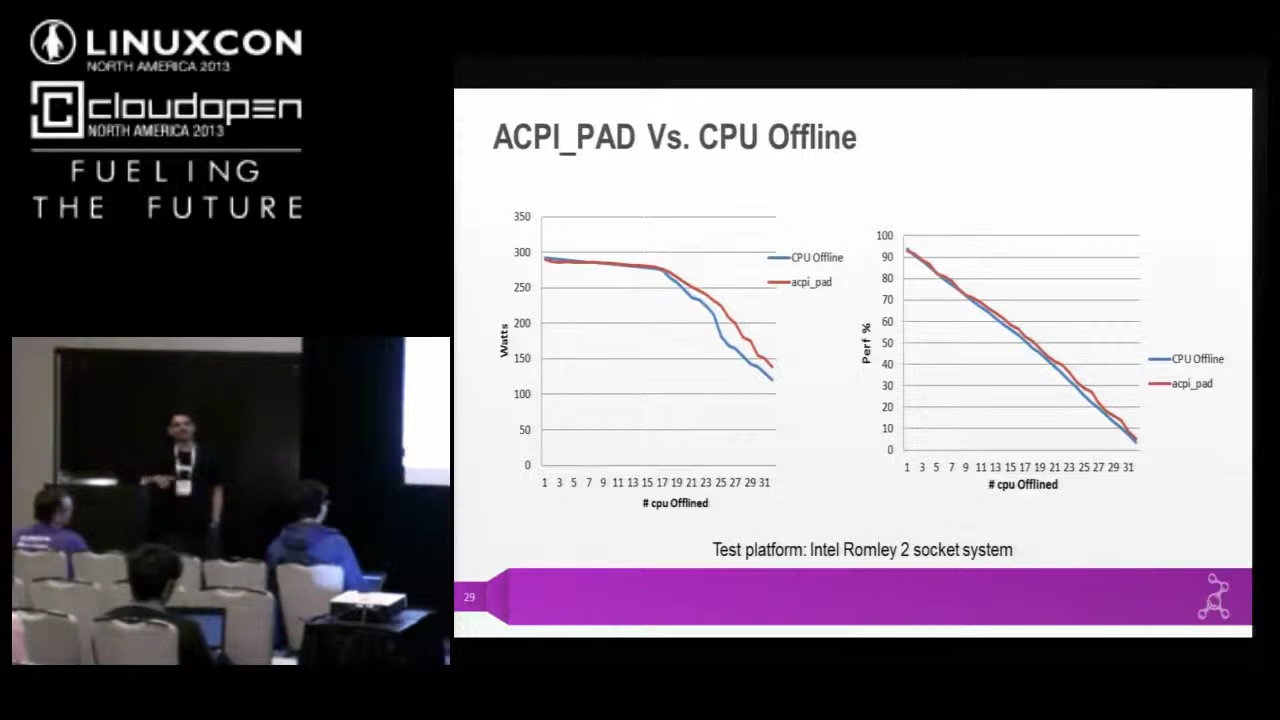 LINUXCON
NORTH AMERICA 2013
cloudopen
NORTH AMERICA 2013
FUELING
THE FUTURE
ACPI_PAD Vs. CPU Offline
350
300
250
200
150
100
50
0
Watts
1 3 5 7 9 11 13 15 17 19 21 23 25 27 29 31
# cpu Offlined
CPU Offline
acpi_pad
100
90
80
70
60
50
40
30
20
10
0
Perf %
1 3 5 7 9 11 13 15 17 19 21 23 25 27 29 31
# cpu Offlined
CPU Offline
acpi_pad
Test platform: Intel Romley 2 socket system
29